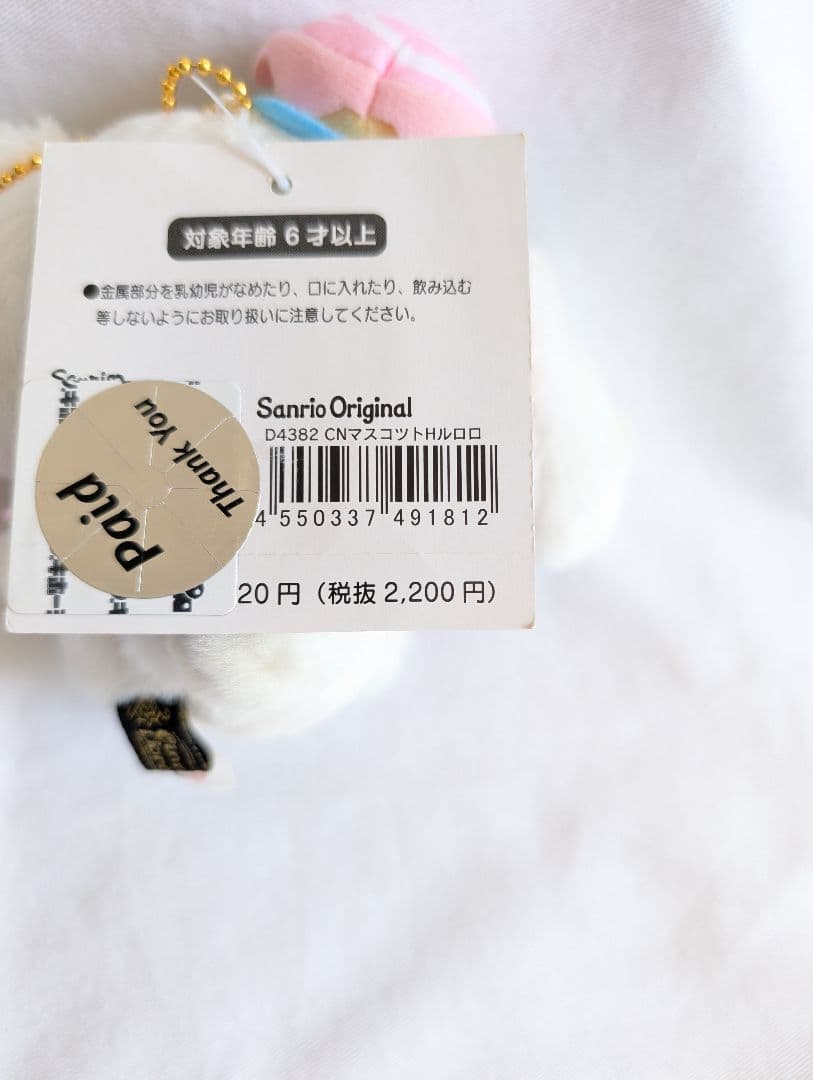 対象年齢 6 才以上
●金属部分を乳幼児がなめたり、口に入れたり、飲み込む
等しないようにお取り扱いに注意してください。
Sanrio Original
D4382 CNマスコツトHルロロ
4 550337 491812
20円（税抜2,200円）
Thank You
Paid